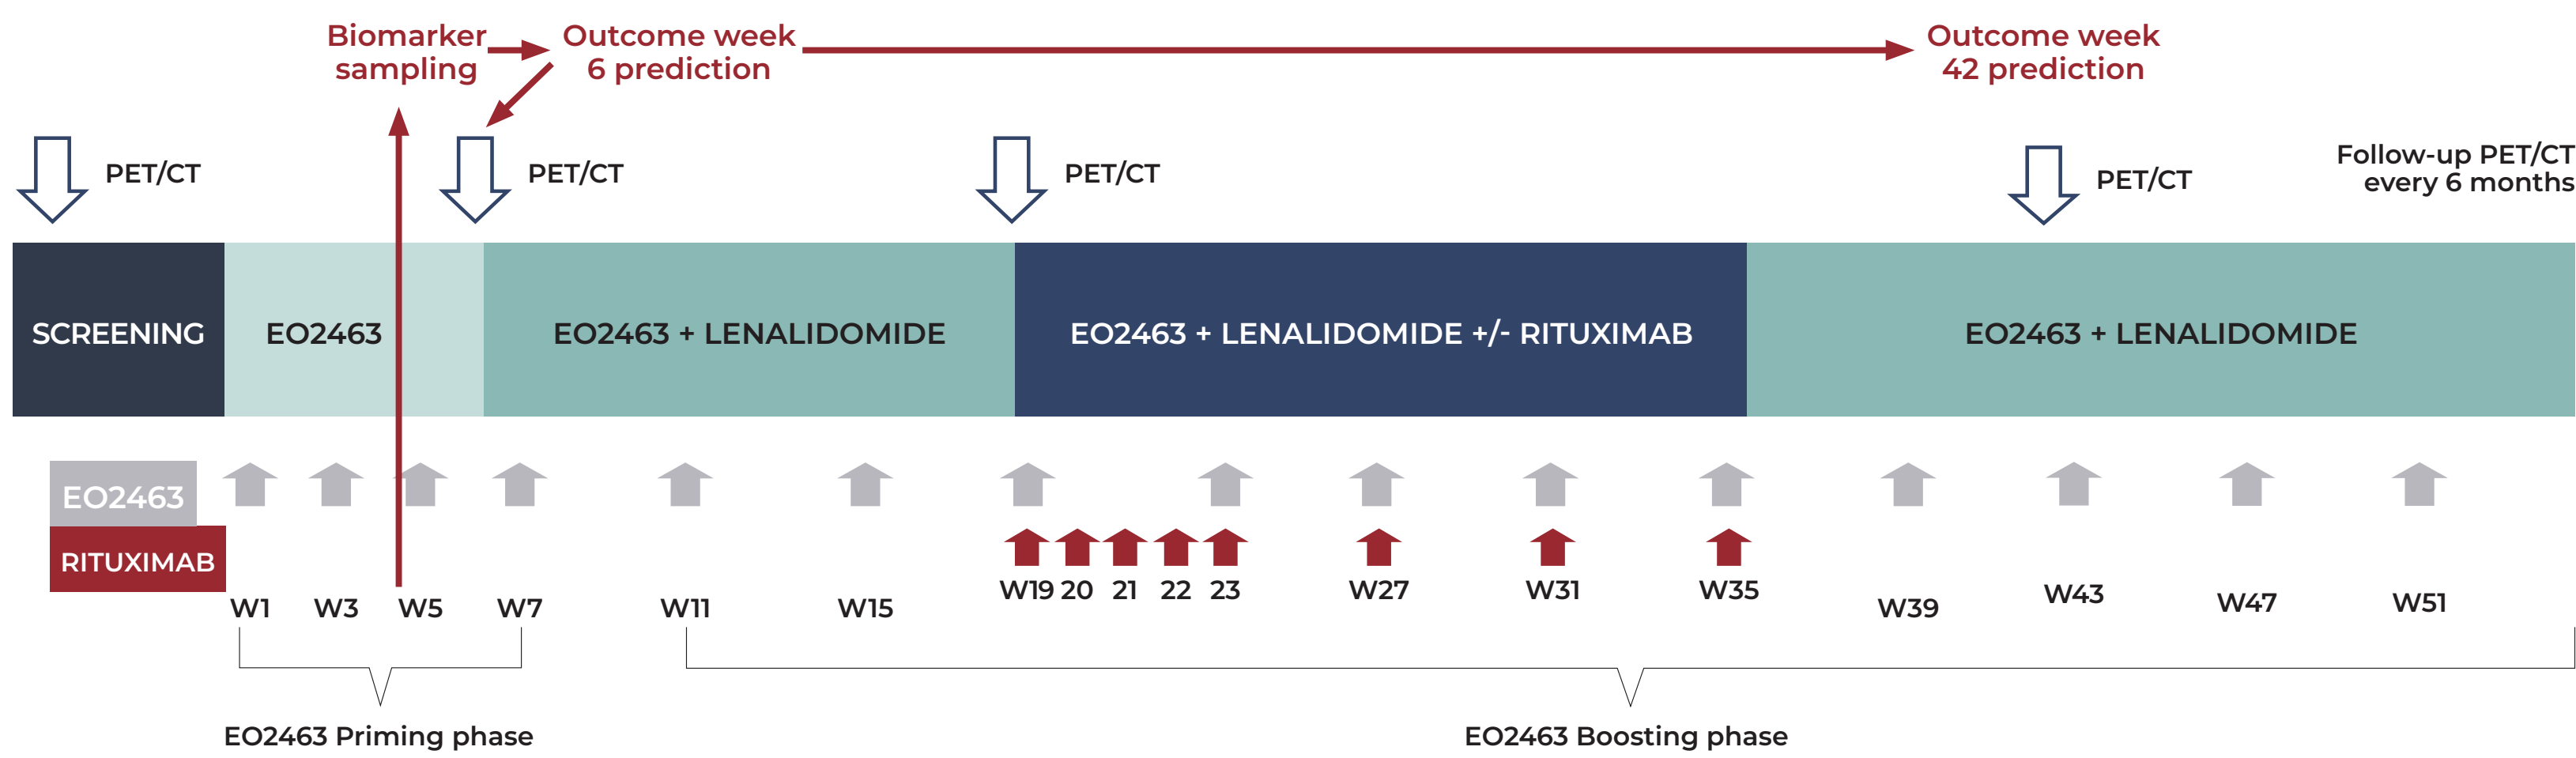 Biomarker
sampling
Outcome week
6 prediction
Outcome week
42 prediction
PET/CT
PET/CT
PET/CT
PET/CT
Follow-up PET/CT
every 6 months
SCREENING
EO2463
EO2463 + LENALIDOMIDE
EO2463 + LENALIDOMIDE +/- RITUXIMAB
EO2463 + LENALIDOMIDE
EO2463
RITUXIMAB
W1
W3
W5
W7
W11
W15
W19
20
21
22
23
W27
W31
W35
W39
W43
W47
W51
EO2463 Priming phase
EO2463 Boosting phase